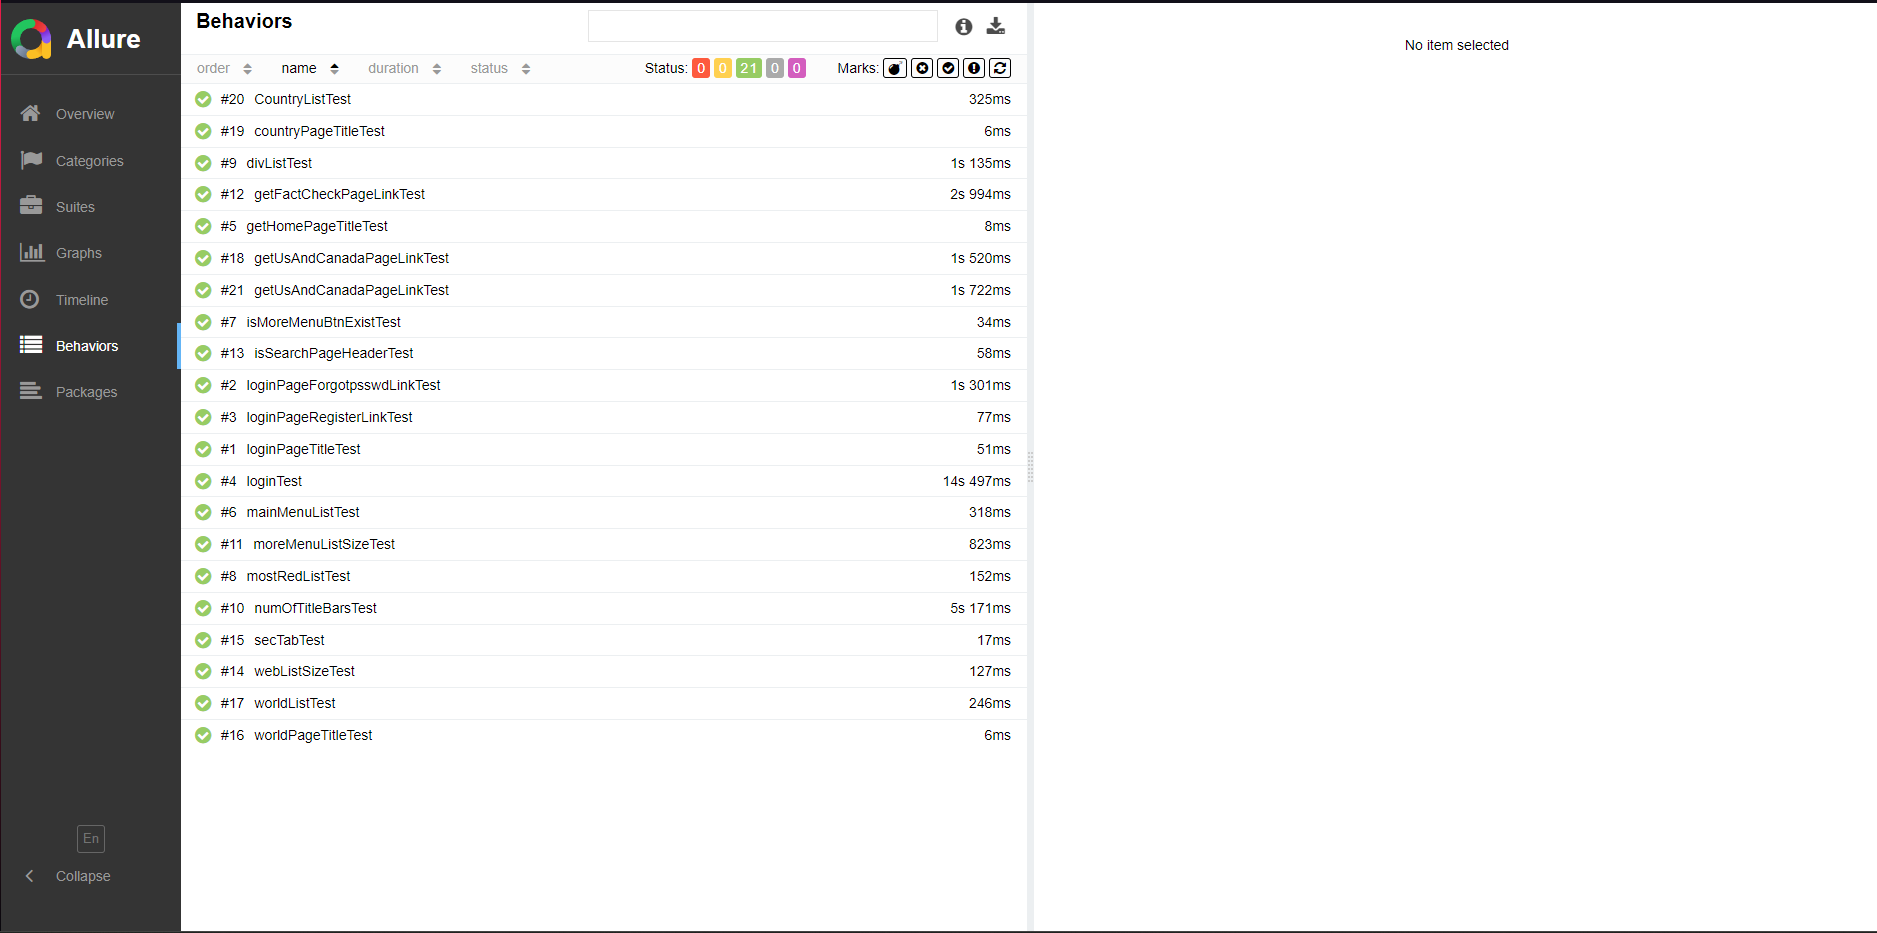 Allure
Overview
Categories
Suites
Graphs
Timeline
Behaviors
Packages
En
Collapse
Behaviors
order name duration status Status: 0 0 21 0 0 Marks:
#20 CountryListTest 325ms
#19 countryPageTitleTest 6ms
#9 divListTest 1s 135ms
#12 getFactCheckPageLinkTest 2s 994ms
#5 getHomePageTitleTest 8ms
#18 getUsAndCanadaPageLinkTest 1s 520ms
#21 getUsAndCanadaPageLinkTest 1s 722ms
#7 isMoreMenuBtnExistTest 34ms
#13 isSearchPageHeaderTest 58ms
#2 loginPageForgotpsswdLinkTest 1s 301ms
#3 loginPageRegisterLinkTest 77ms
#1 loginPageTitleTest 51ms
#4 loginTest 14s 497ms
#6 mainMenuListTest 318ms
#11 moreMenuListSizeTest 823ms
#8 mostRedListTest 152ms
#10 numOfTitleBarsTest 5s 171ms
#15 secTabTest 17ms
#14 webListSizeTest 127ms
#17 worldListTest 246ms
#16 worldPageTitleTest 6ms
No item selected